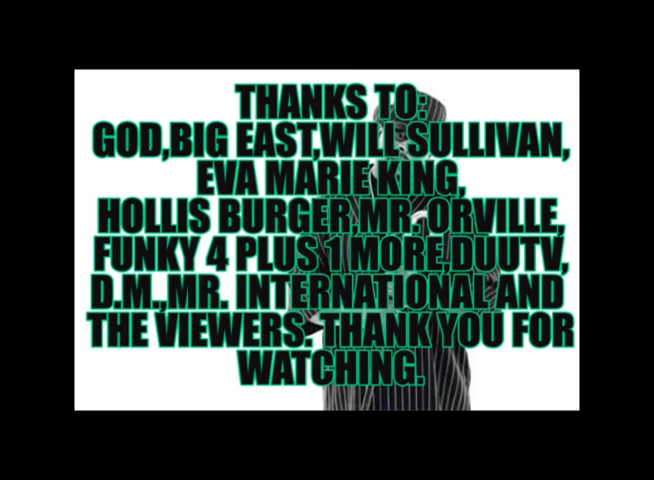 THANKS TO:
GOD,BIG EAST,WILL SULLIVAN,
EVA MARIE KING,
HOLLIS BURGER,MR. ORVILLE,
FUNKY 4 PLUS 1 MORE,DUUTV,
D.M.,MR. INTERNATIONAL AND
THE VIEWERS. THANK YOU FOR
WATCHING.